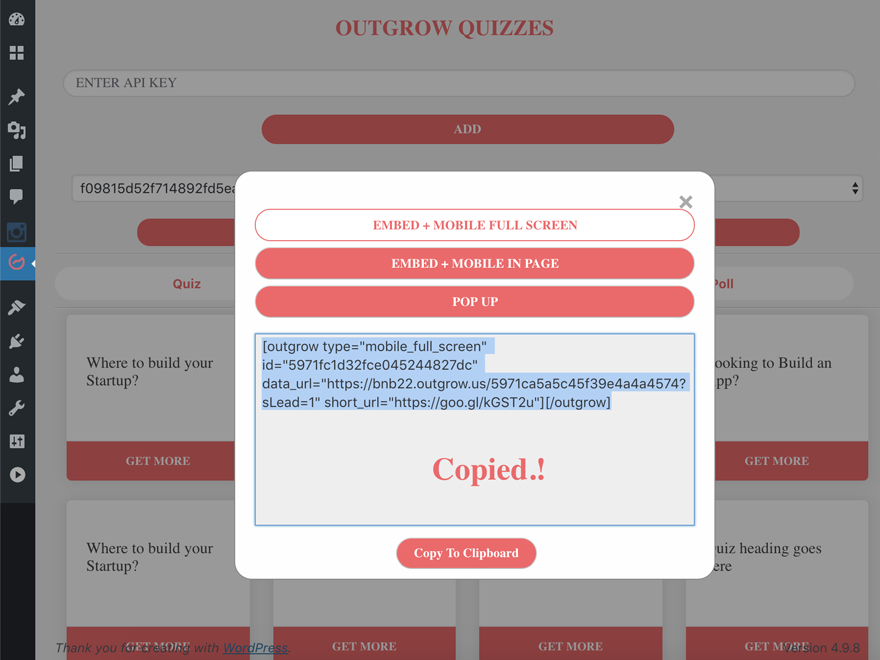 OUTGROW QUIZZES
ENTER API KEY
ADD
f09815d52f714892fd5ea
EMBED + MOBILE FULL SCREEN
EMBED + MOBILE IN PAGE
POP UP
[outgrow type="mobile_full_screen"
id="5971fc1d32fce045244827dc"
data_url="https://bnb22.outgrow.us/5971ca5a5c45f39e4a4a4574?
sLead=1" short_url="https://goo.gl/kGST2u"][/outgrow]
Copied.!
Copy To Clipboard
Quiz
Poll
Where to build your
Startup?
ooking to Build an
pp?
GET MORE
GET MORE
Where to build your
Startup?
uiz heading goes
ere
GET MORE
GET MORE
GET MORE
GET MORE
Thank you for creating with WordPress.
Version 4.9.8